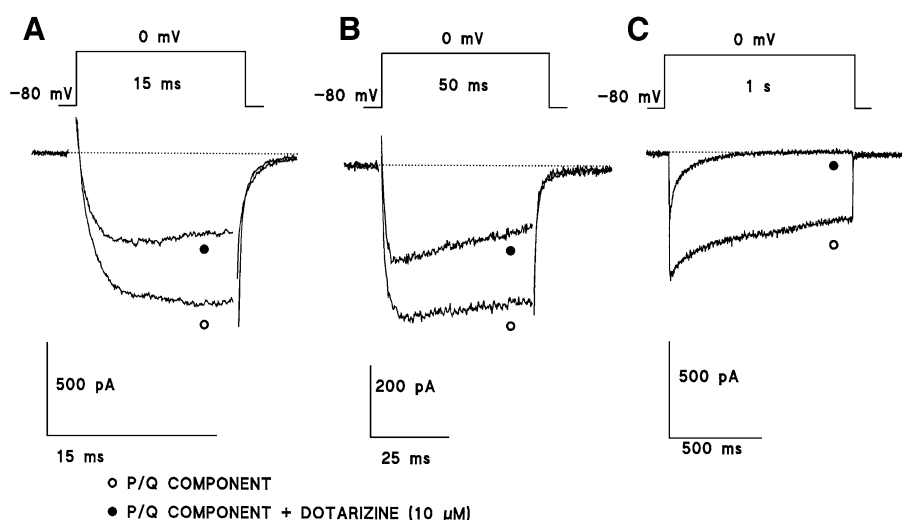 A
0 mV
15 ms
−80 mV
500 pA
15 ms
B
0 mV
50 ms
−80 mV
200 pA
25 ms
C
0 mV
1 s
−80 mV
500 pA
500 ms
P/Q COMPONENT
P/Q COMPONENT + DOTARIZINE (10 μM)